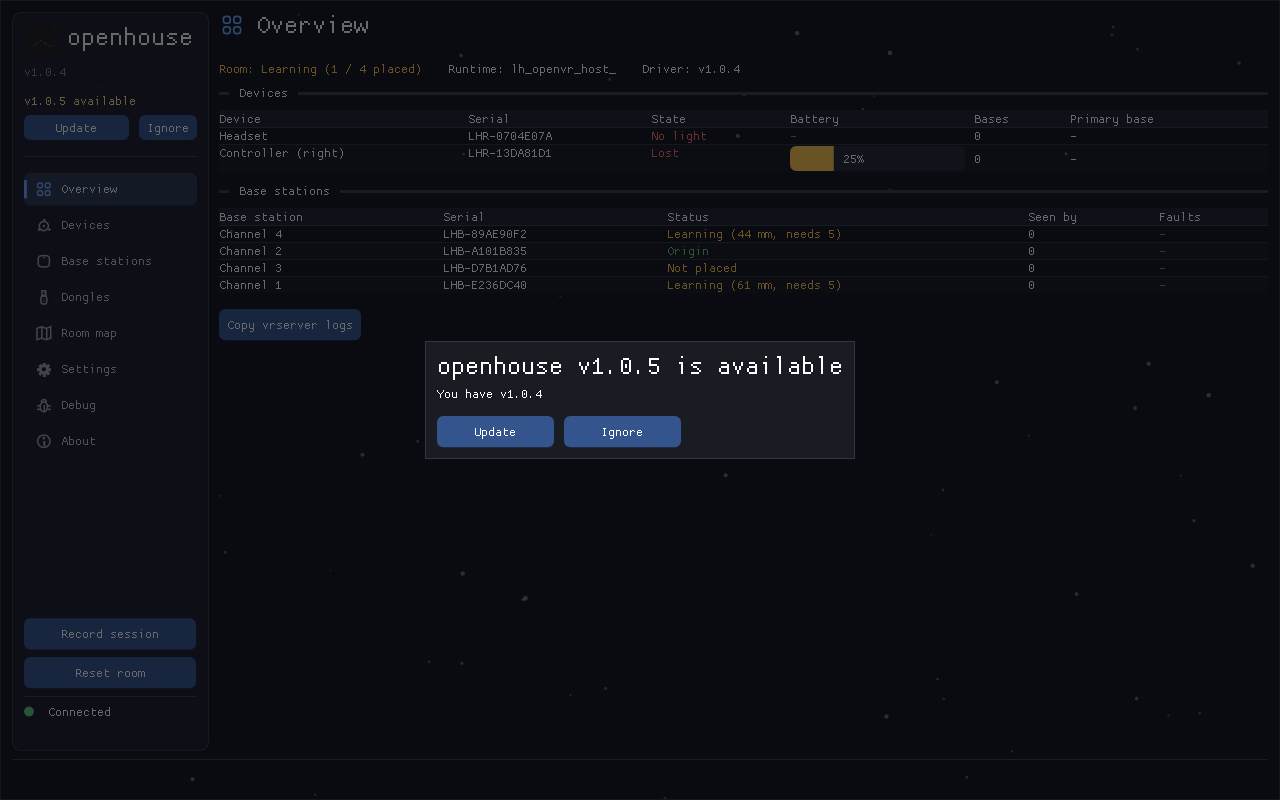 openhouse
v1.0.4
v1.0.5 available
Update Ignore
Overview
Devices
Base stations
Dongles
Room map
Settings
Debug
About
Record session
Reset room
Connected
Overview
Room: Learning (1 / 4 placed) Runtime: lh_openvr_host_ Driver: v1.0.4
Devices
Device Serial State Battery Bases Primary base
Headset LHR-0704E07A No light - 0 -
Controller (right) LHR-13DA81D1 Lost 25% 0 -
Base stations
Base station Serial Status Seen by Faults
Channel 4 LHB-89AE90F2 Learning (44 mm, needs 5) 0 -
Channel 2 LHB-A101B835 Origin 0 -
Channel 3 LHB-D7B1AD76 Not placed 0 -
Channel 1 LHB-E236DC40 Learning (61 mm, needs 5) 0 -
Copy vrserver logs
openhouse v1.0.5 is available
You have v1.0.4
Update Ignore